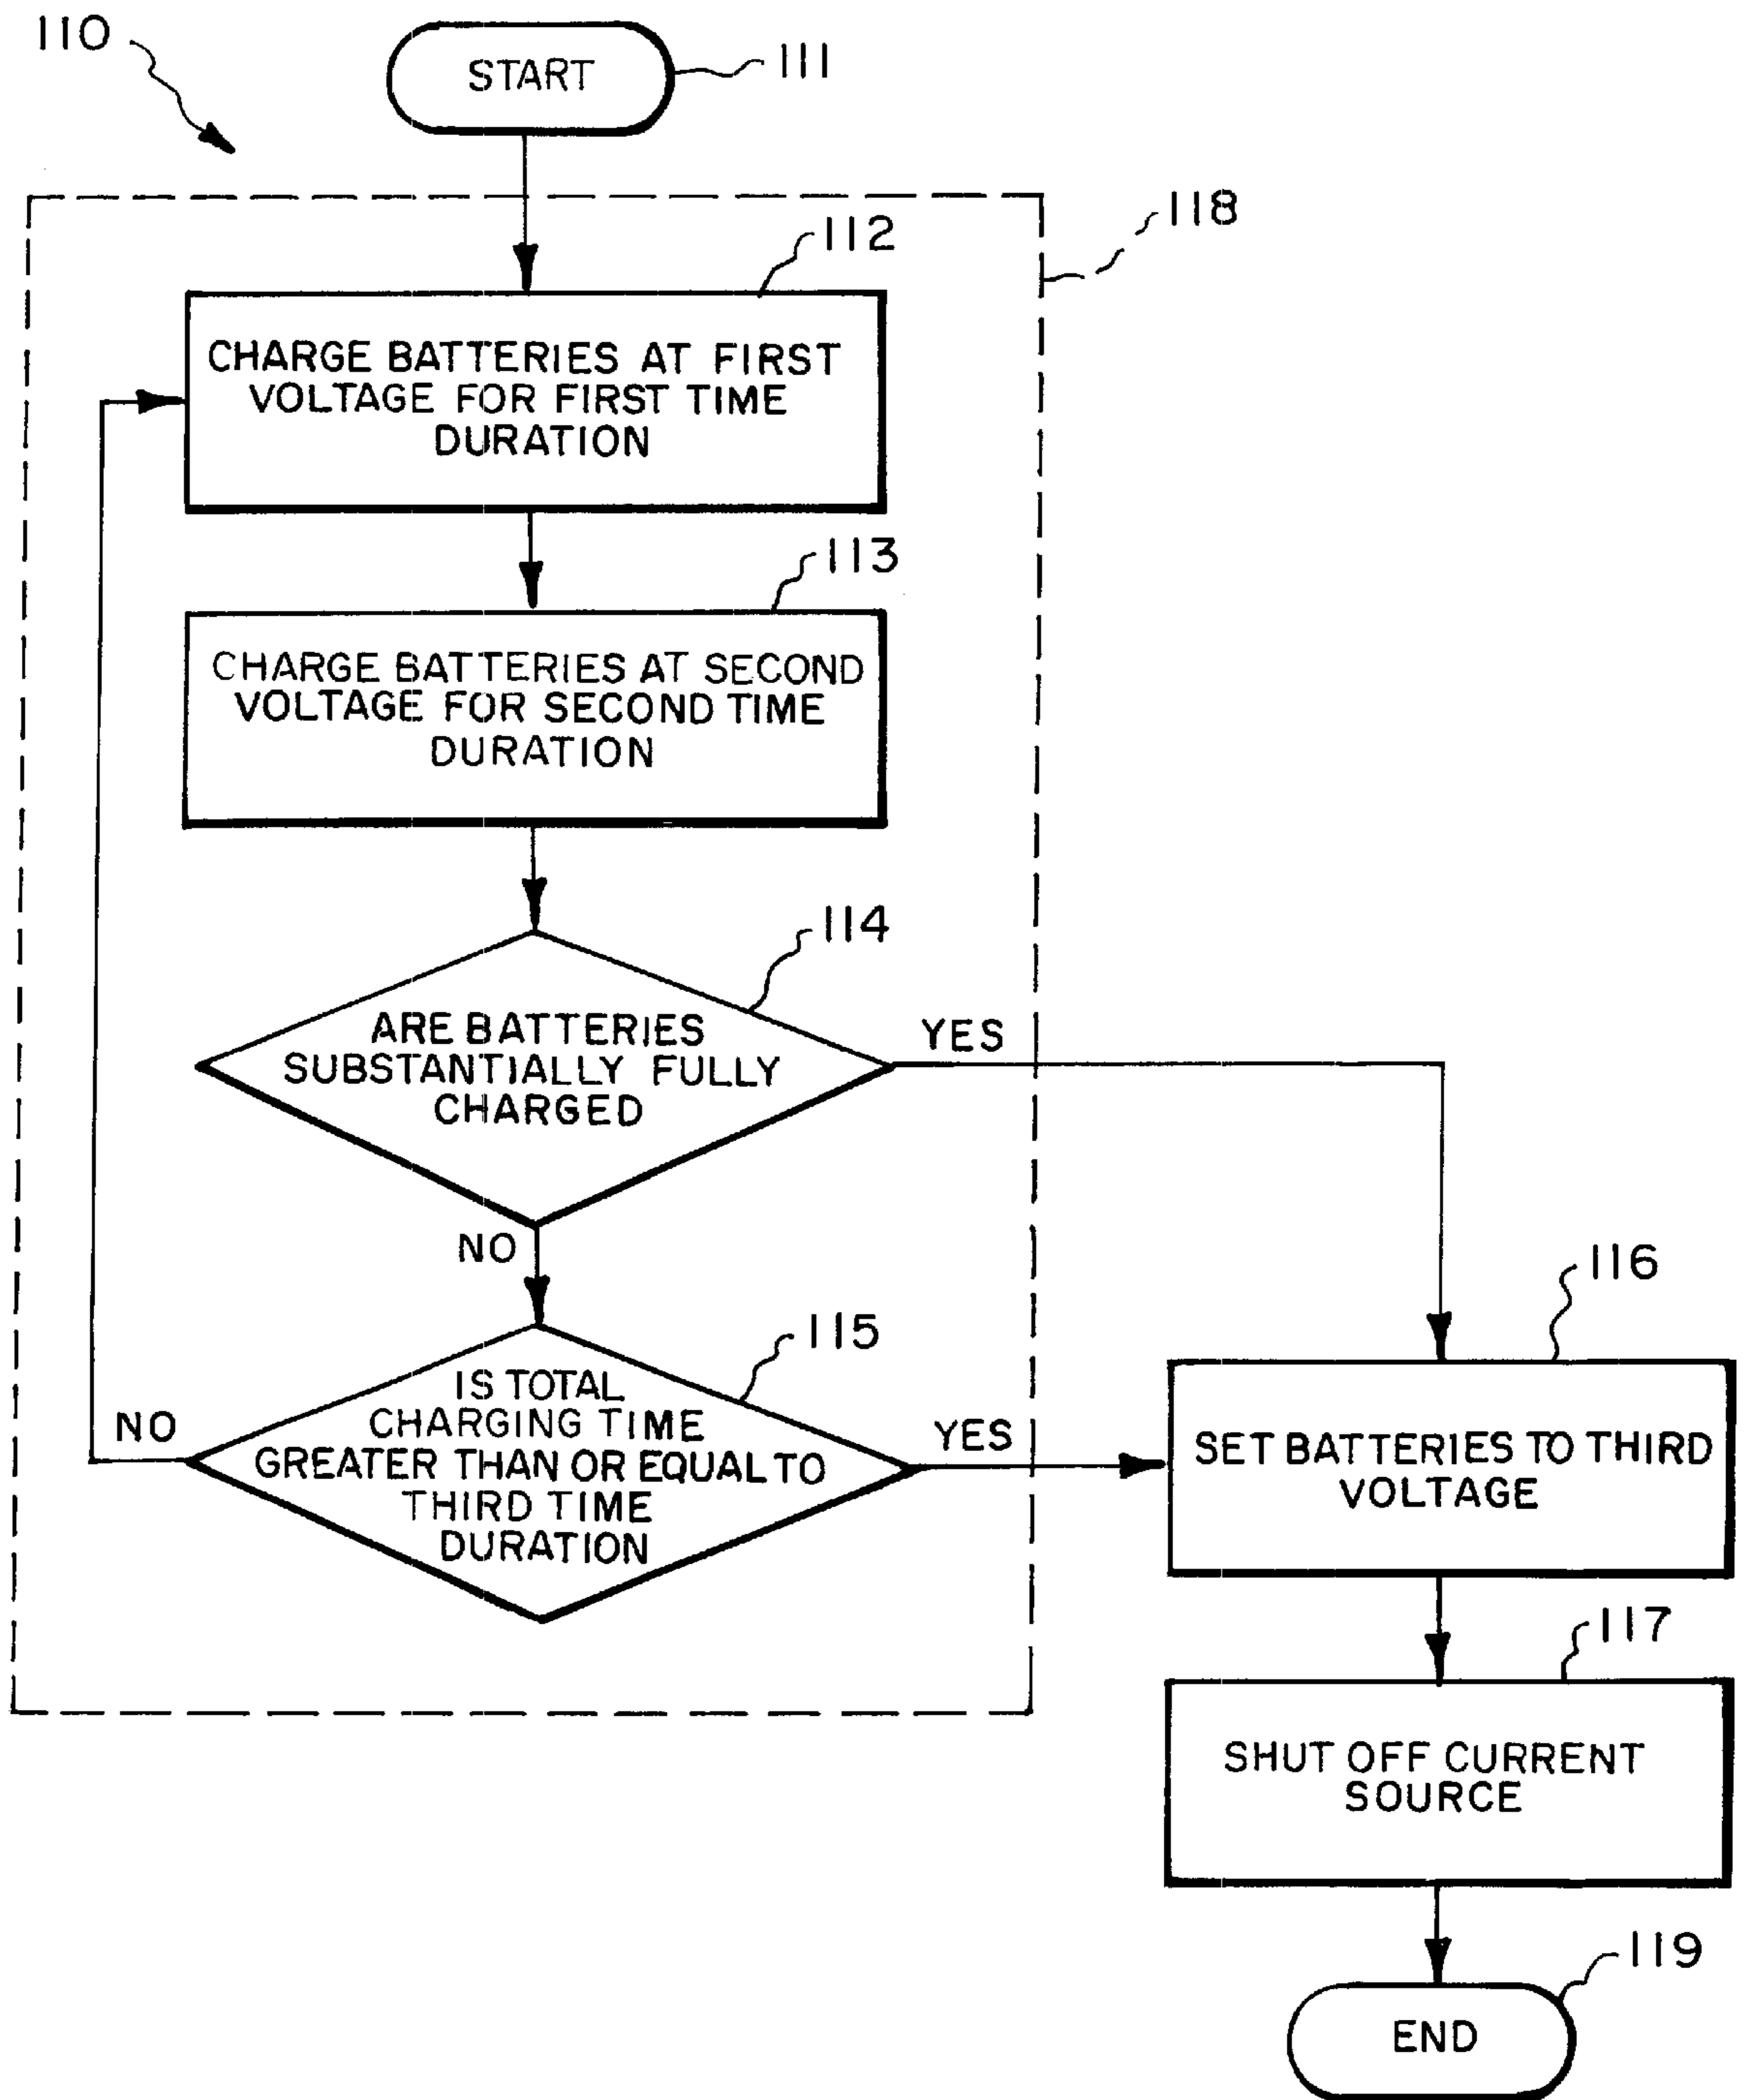 110
START
111
118
112
CHARGE BATTERIES AT FIRST
VOLTAGE FOR FIRST TIME
DURATION
113
CHARGE BATTERIES AT SECOND
VOLTAGE FOR SECOND TIME
DURATION
114
ARE BATTERIES
SUBSTANTIALLY FULLY
CHARGED
YES
NO
115
IS TOTAL
CHARGING TIME
GREATER THAN OR EQUAL TO
THIRD TIME
DURATION
NO
YES
116
SET BATTERIES TO THIRD
VOLTAGE
117
SHUT OFF CURRENT
SOURCE
119
END